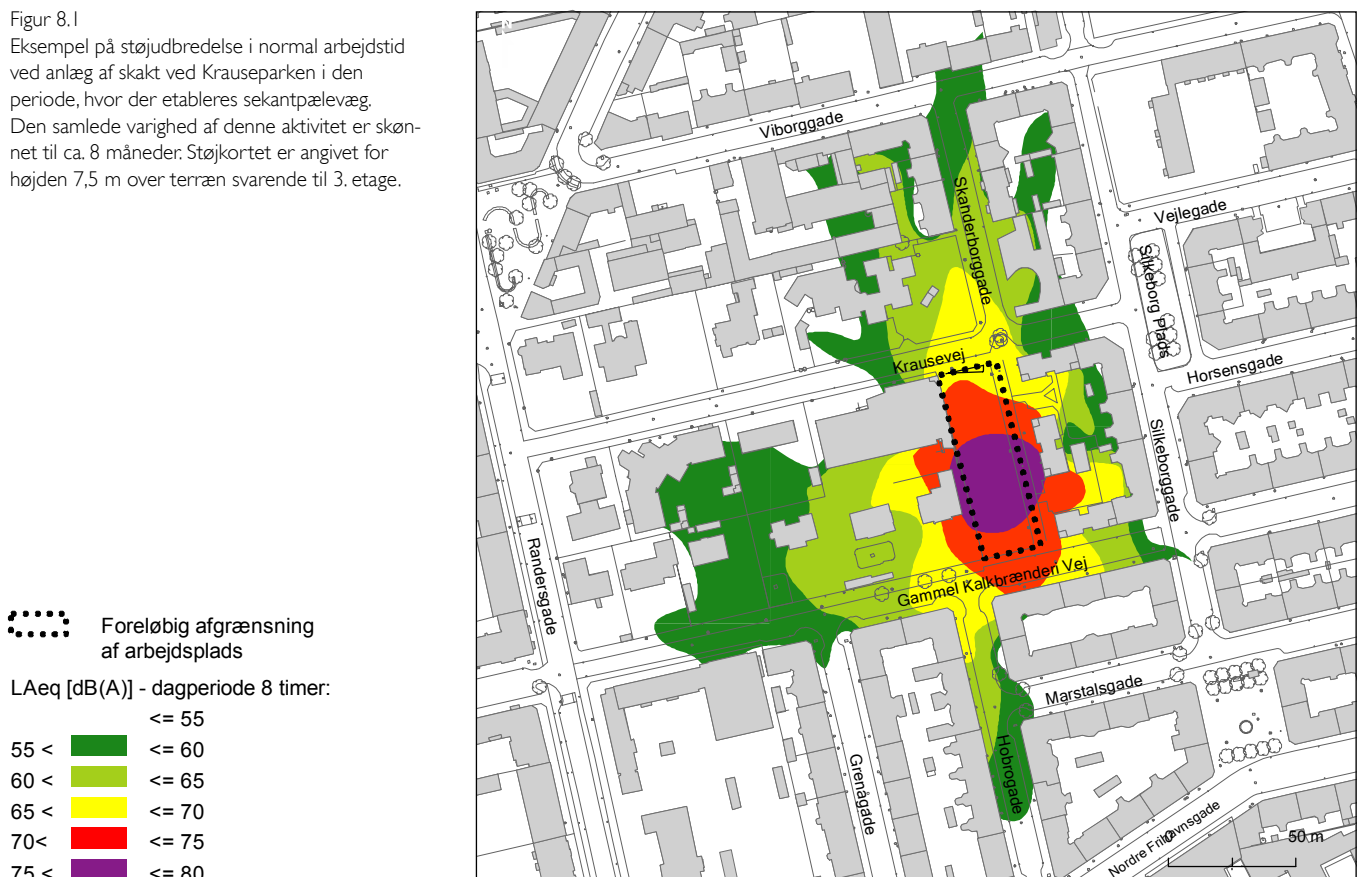 Figur 8.1
Eksempel på støjudbredelse i normal arbejdstid
ved anlæg af skakt ved Krauseparken i den
periode, hvor der etableres sekantpælevæg.
Den samlede varighed af denne aktivitet er skøn-
net til ca. 8 måneder. Støjkortet er angivet for
højden 7,5 m over terræn svarende til 3. etage.
Foreløbig afgrænsning
af arbejdsplads
LAeq [dB(A)] - dagperiode 8 timer:
<= 55
55 < <= 60
60 < <= 65
65 < <= 70
70< <= 75
75 < <= 80
N
Viborggade
Skanderborggade
Vejlegade
Silkeborg Plads
Krausevej
Horsensgade
Silkeborggade
Randersgade
Gammel Kalkbrænderi Vej
Marstalsgade
Hobrogade
Grenågade
Nordre Frihavnsgade
0 50 m